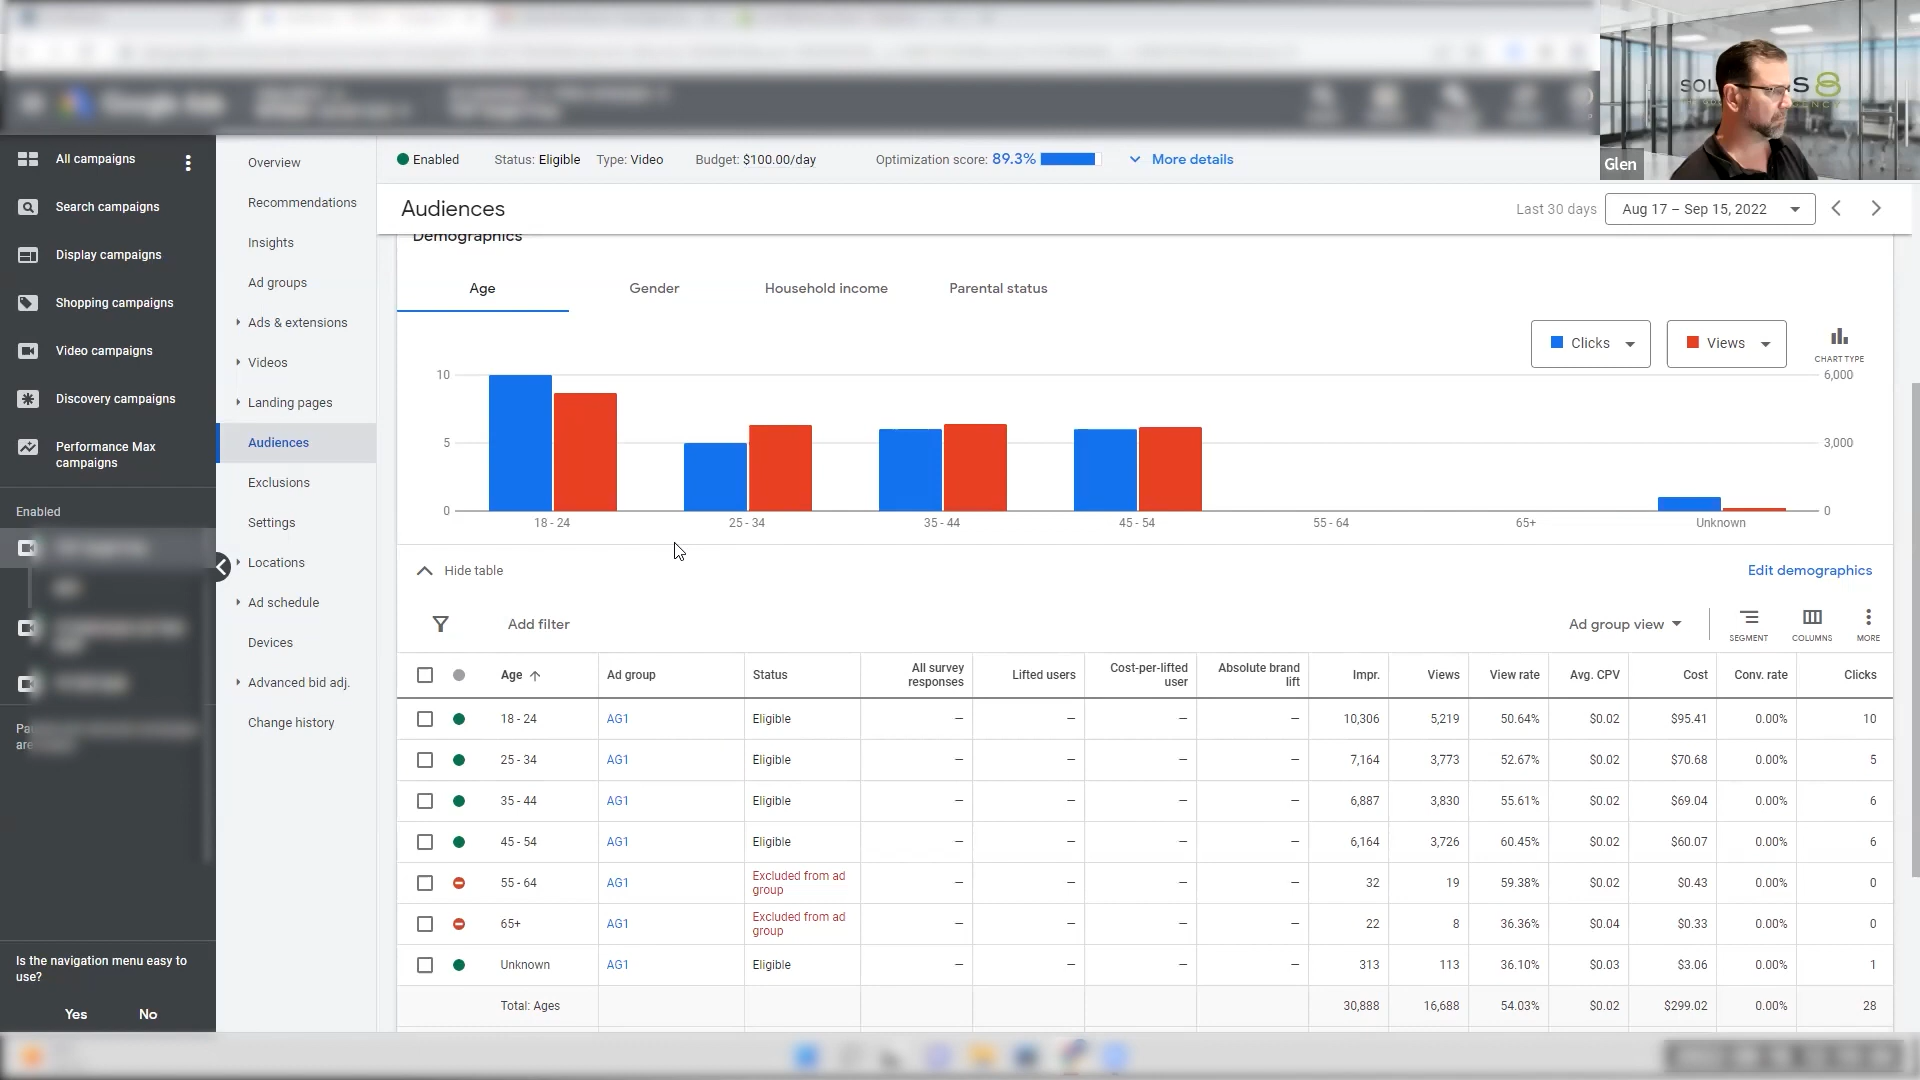 Google Ads
SOL S 8
Glen
All campaigns
Search campaigns
Display campaigns
Shopping campaigns
Video campaigns
Discovery campaigns
Performance Max
campaigns
Enabled
Is the navigation menu easy to
use?
Yes No
Overview
Recommendations
Insights
Ad groups
Ads & extensions
Videos
Landing pages
Audiences
Exclusions
Settings
Locations
Ad schedule
Devices
Advanced bid adj.
Change history
Enabled Status: Eligible Type: Video Budget: $100.00/day Optimization score: 89.3% More details
Audiences Last 30 days Aug 17 – Sep 15, 2022
Demographics
Age Gender Household income Parental status
Clicks Views CHART TYPE
10 6,000
5 3,000
0 0
18 - 24 25 - 34 35 - 44 45 - 54 55 - 64 65+ Unknown
Hide table Edit demographics
Add filter Ad group view SEGMENT COLUMNS MORE
Age Ad group Status All survey responses Lifted users Cost-per-lifted user Absolute brand lift Impr. Views View rate Avg. CPV Cost Conv. rate Clicks
18 - 24 AG1 Eligible — — — — 10,306 5,219 50.64% $0.02 $95.41 0.00% 10
25 - 34 AG1 Eligible — — — — 7,164 3,773 52.67% $0.02 $70.68 0.00% 5
35 - 44 AG1 Eligible — — — — 6,887 3,830 55.61% $0.02 $69.04 0.00% 6
45 - 54 AG1 Eligible — — — — 6,164 3,726 60.45% $0.02 $60.07 0.00% 6
55 - 64 AG1 Excluded from ad group — — — — 32 19 59.38% $0.02 $0.43 0.00% 0
65+ AG1 Excluded from ad group — — — — 22 8 36.36% $0.04 $0.33 0.00% 0
Unknown AG1 Eligible — — — — 313 113 36.10% $0.03 $3.06 0.00% 1
Total: Ages 30,888 16,688 54.03% $0.02 $299.02 0.00% 28